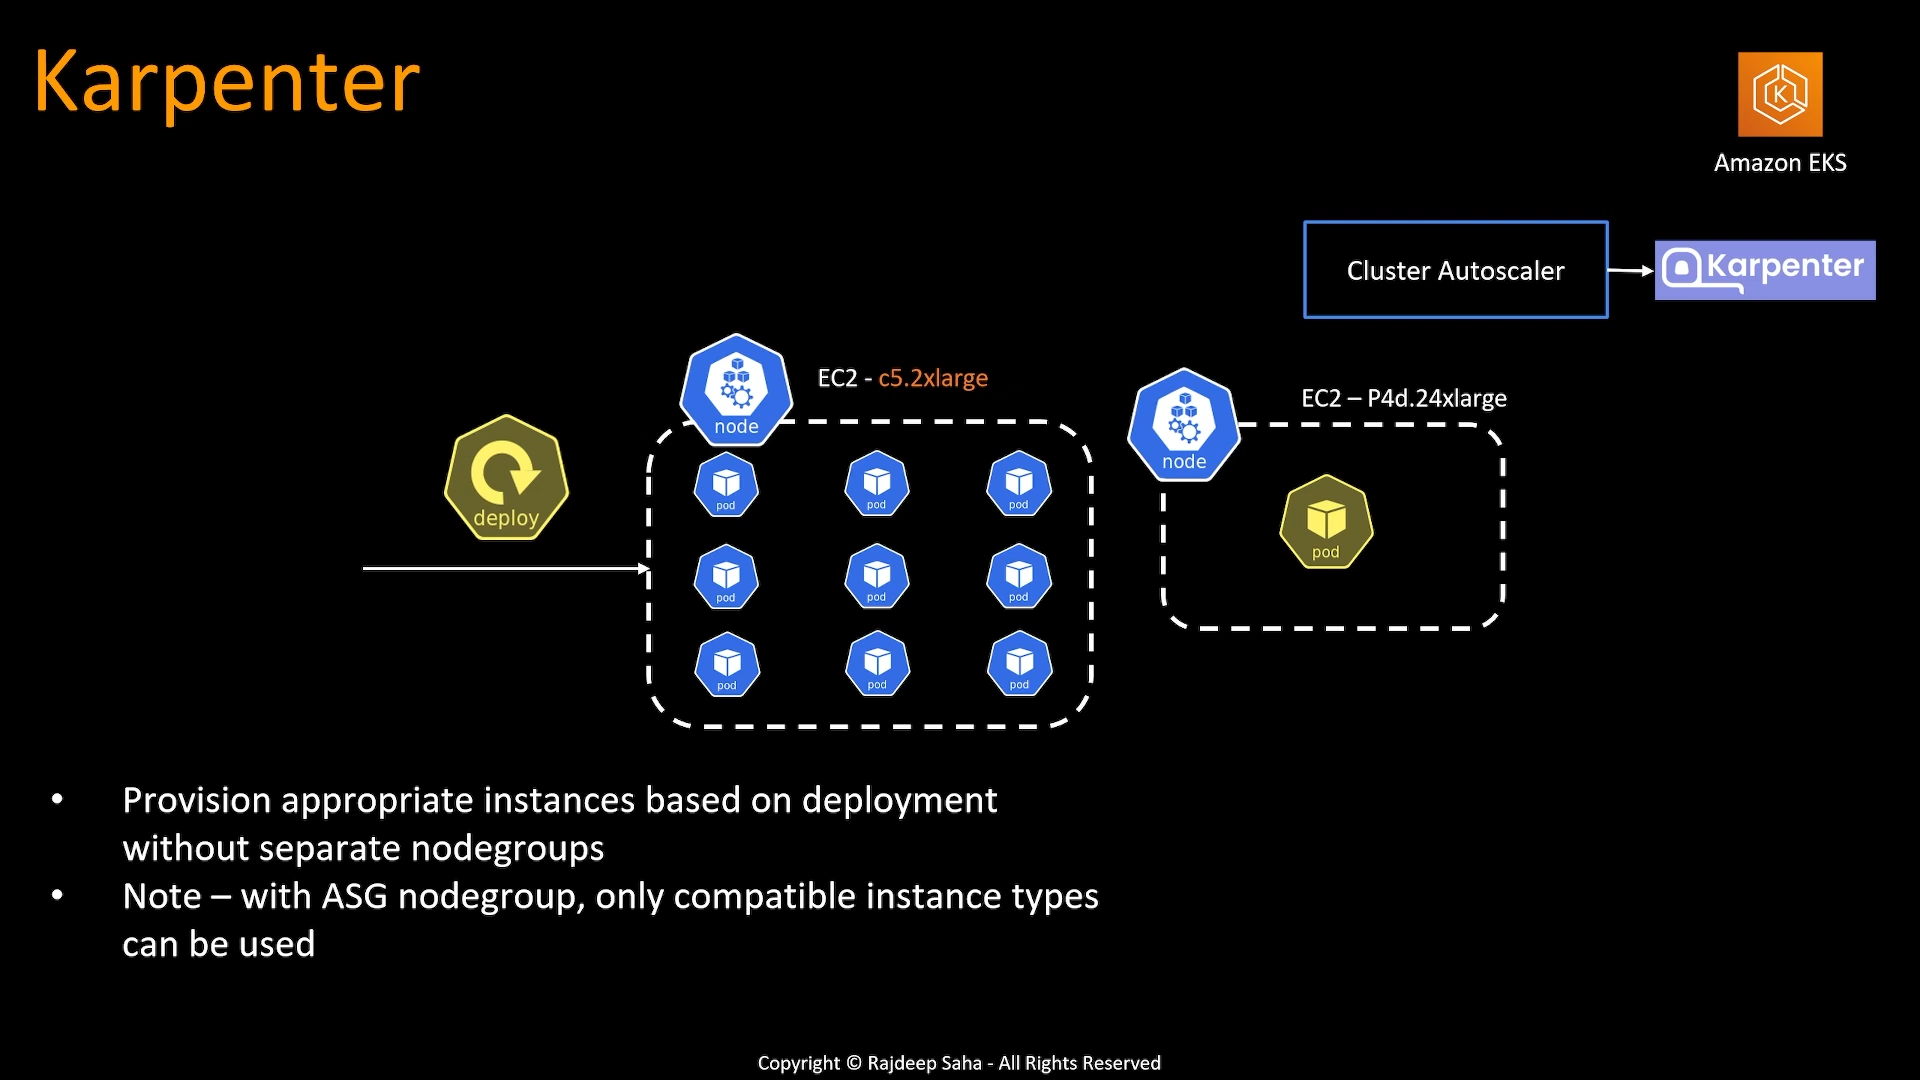 Karpenter
K
Amazon EKS
Cluster Autoscaler
Karpenter
EC2 - c5.2xlarge
EC2 – P4d.24xlarge
node
node
deploy
pod
pod
pod
pod
pod
pod
pod
pod
pod
pod
Provision appropriate instances based on deployment
without separate nodegroups
Note – with ASG nodegroup, only compatible instance types
can be used
Copyright © Rajdeep Saha - All Rights Reserved